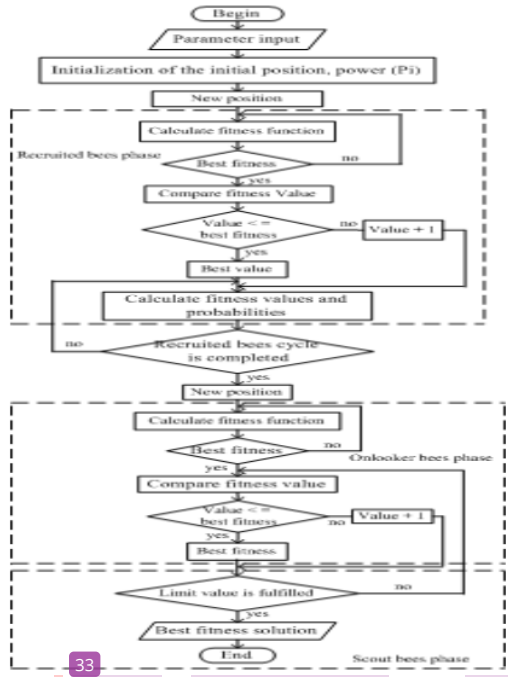 Begin
Parameter input
Initialization of the initial position, power (Pi)
New position
Calculate fitness function
Recruited bees phase
Best fitness
no
yes
Compare fitness Value
Value < =
best fitness
no
Value + 1
yes
Best value
Calculate fitness values and
probabilities
no
Recruited bees cycle
is completed
yes
New position
Calculate fitness function
Best fitness
no
Onlooker bees phase
yes
Compare fitness value
Value < =
best fitness
no
Value + 1
yes
Best fitness
Limit value is fulfilled
no
yes
Best fitness solution
End
Scout bees phase
33